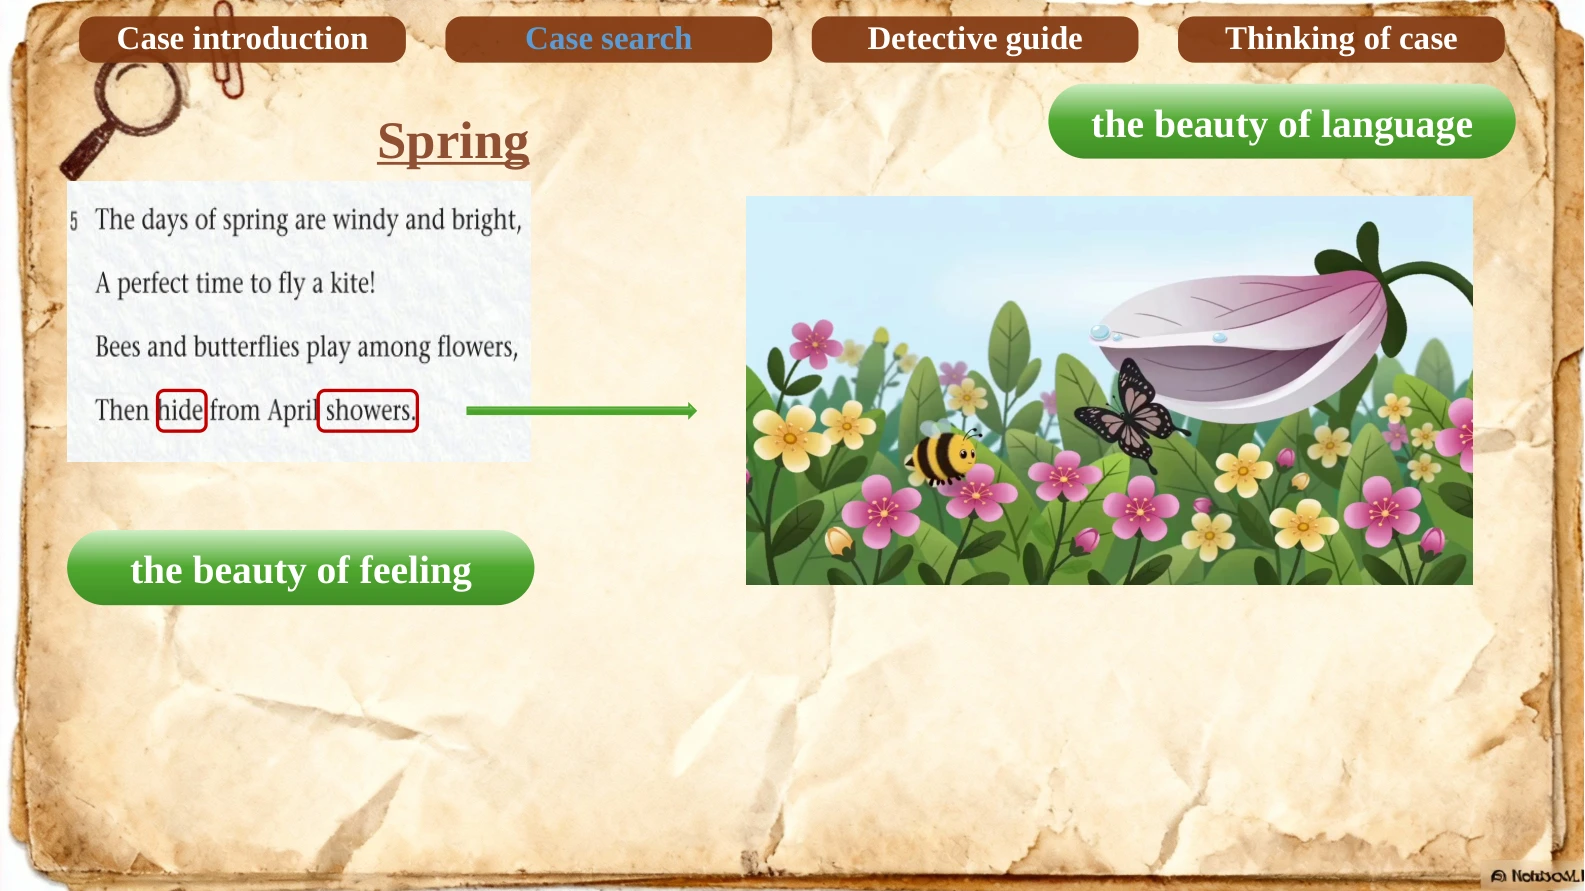 Case introduction
Case search
Detective guide
Thinking of case
the beauty of language
Spring
5 The days of spring are windy and bright,
A perfect time to fly a kite!
Bees and butterflies play among flowers,
Then hide from April showers.
the beauty of feeling